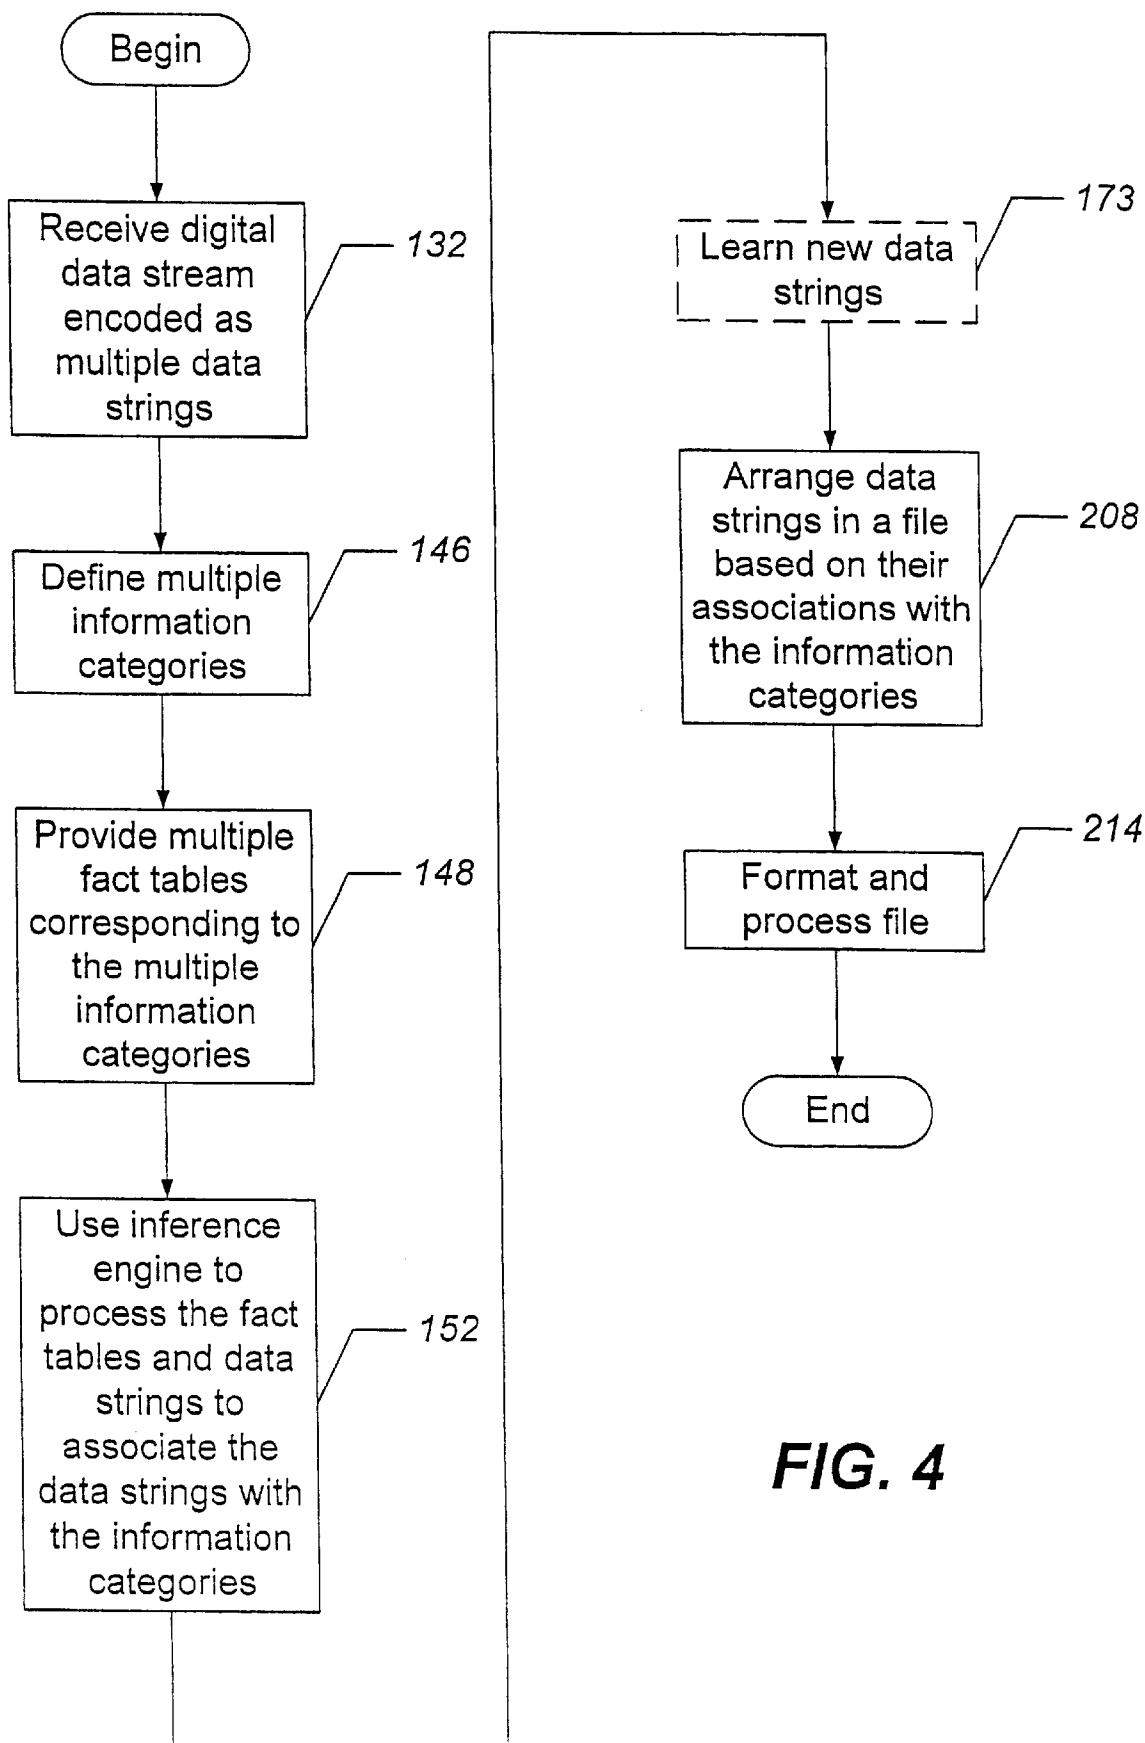 Begin
Receive digital
data stream
encoded as
multiple data
strings
132
Define multiple
information
categories
146
Provide multiple
fact tables
corresponding to
the multiple
information
categories
148
Use inference
engine to
process the fact
tables and data
strings to
associate the
data strings with
the information
categories
152
Learn new data
strings
173
Arrange data
strings in a file
based on their
associations with
the information
categories
208
Format and
process file
214
End
FIG. 4